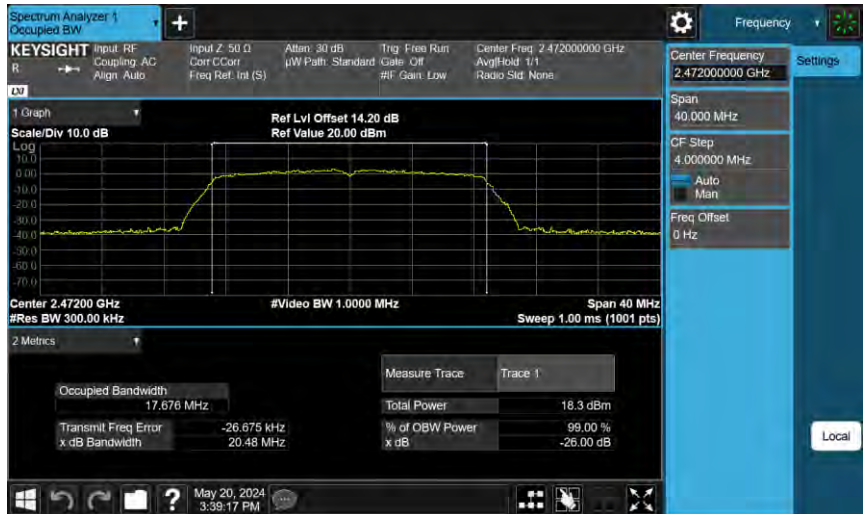 Spectrum Analyzer 1
Occupied BW
Frequency
KEYSIGHT
R
Input: RF
Coupling: AC
Align: Auto
Input Z: 50 Ω
Corr CCorr
Freq Ref: Int (S)
Atten: 30 dB
µW Path: Standard
Trig: Free Run
Gate: Off
#IF Gain: Low
Center Freq: 2.472000000 GHz
Avg|Hold: 1/1
Radio Std: None
LXI
1 Graph
Scale/Div 10.0 dB
Ref Lvl Offset 14.20 dB
Ref Value 20.00 dBm
Log
10.0
0.00
-10.0
-20.0
-30.0
-40.0
-50.0
-60.0
-70.0
Center 2.47200 GHz
#Res BW 300.00 kHz
#Video BW 1.0000 MHz
Span 40 MHz
Sweep 1.00 ms (1001 pts)
2 Metrics
Measure Trace Trace 1
Occupied Bandwidth
17.676 MHz
Total Power 18.3 dBm
Transmit Freq Error -26.675 kHz
% of OBW Power 99.00 %
x dB Bandwidth 20.48 MHz
x dB -26.00 dB
Center Frequency
2.472000000 GHz
Settings
Span
40.000 MHz
CF Step
4.000000 MHz
Auto
Man
Freq Offset
0 Hz
Local
May 20, 2024
3:39:17 PM